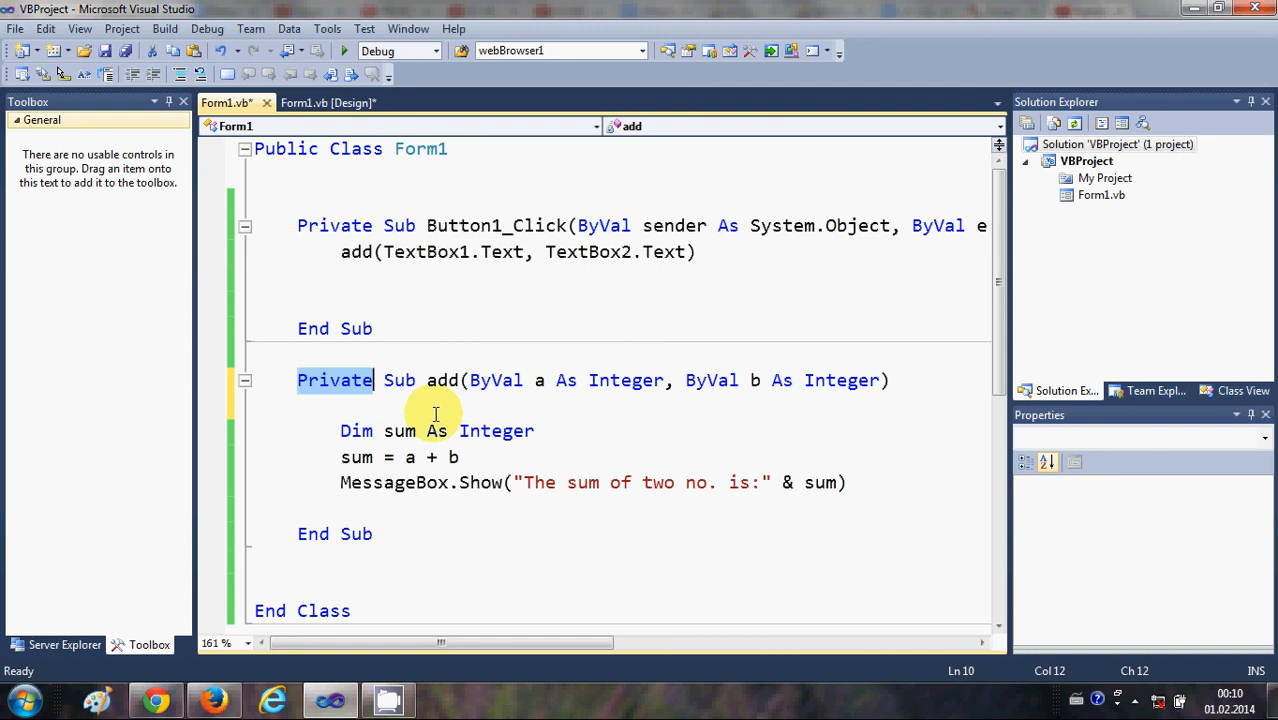 VBProject - Microsoft Visual Studio
File Edit View Project Build Debug Team Data Tools Test Window Help
Debug webBrowser1
Toolbox
General
There are no usable controls in
this group. Drag an item onto
this text to add it to the toolbox.
Server Explorer Toolbox
Form1.vb* Form1.vb [Design]*
Form1 add
Public Class Form1
Private Sub Button1_Click(ByVal sender As System.Object, ByVal e
add(TextBox1.Text, TextBox2.Text)
End Sub
Private Sub add(ByVal a As Integer, ByVal b As Integer)
Dim sum As Integer
sum = a + b
MessageBox.Show("The sum of two no. is:" & sum)
End Sub
End Class
161 %
Solution Explorer
Solution 'VBProject' (1 project)
VBProject
My Project
Form1.vb
Solution Ex... Team Expl... Class View
Properties
Ready Ln 10 Col 12 Ch 12 INS
00:10
01.02.2014